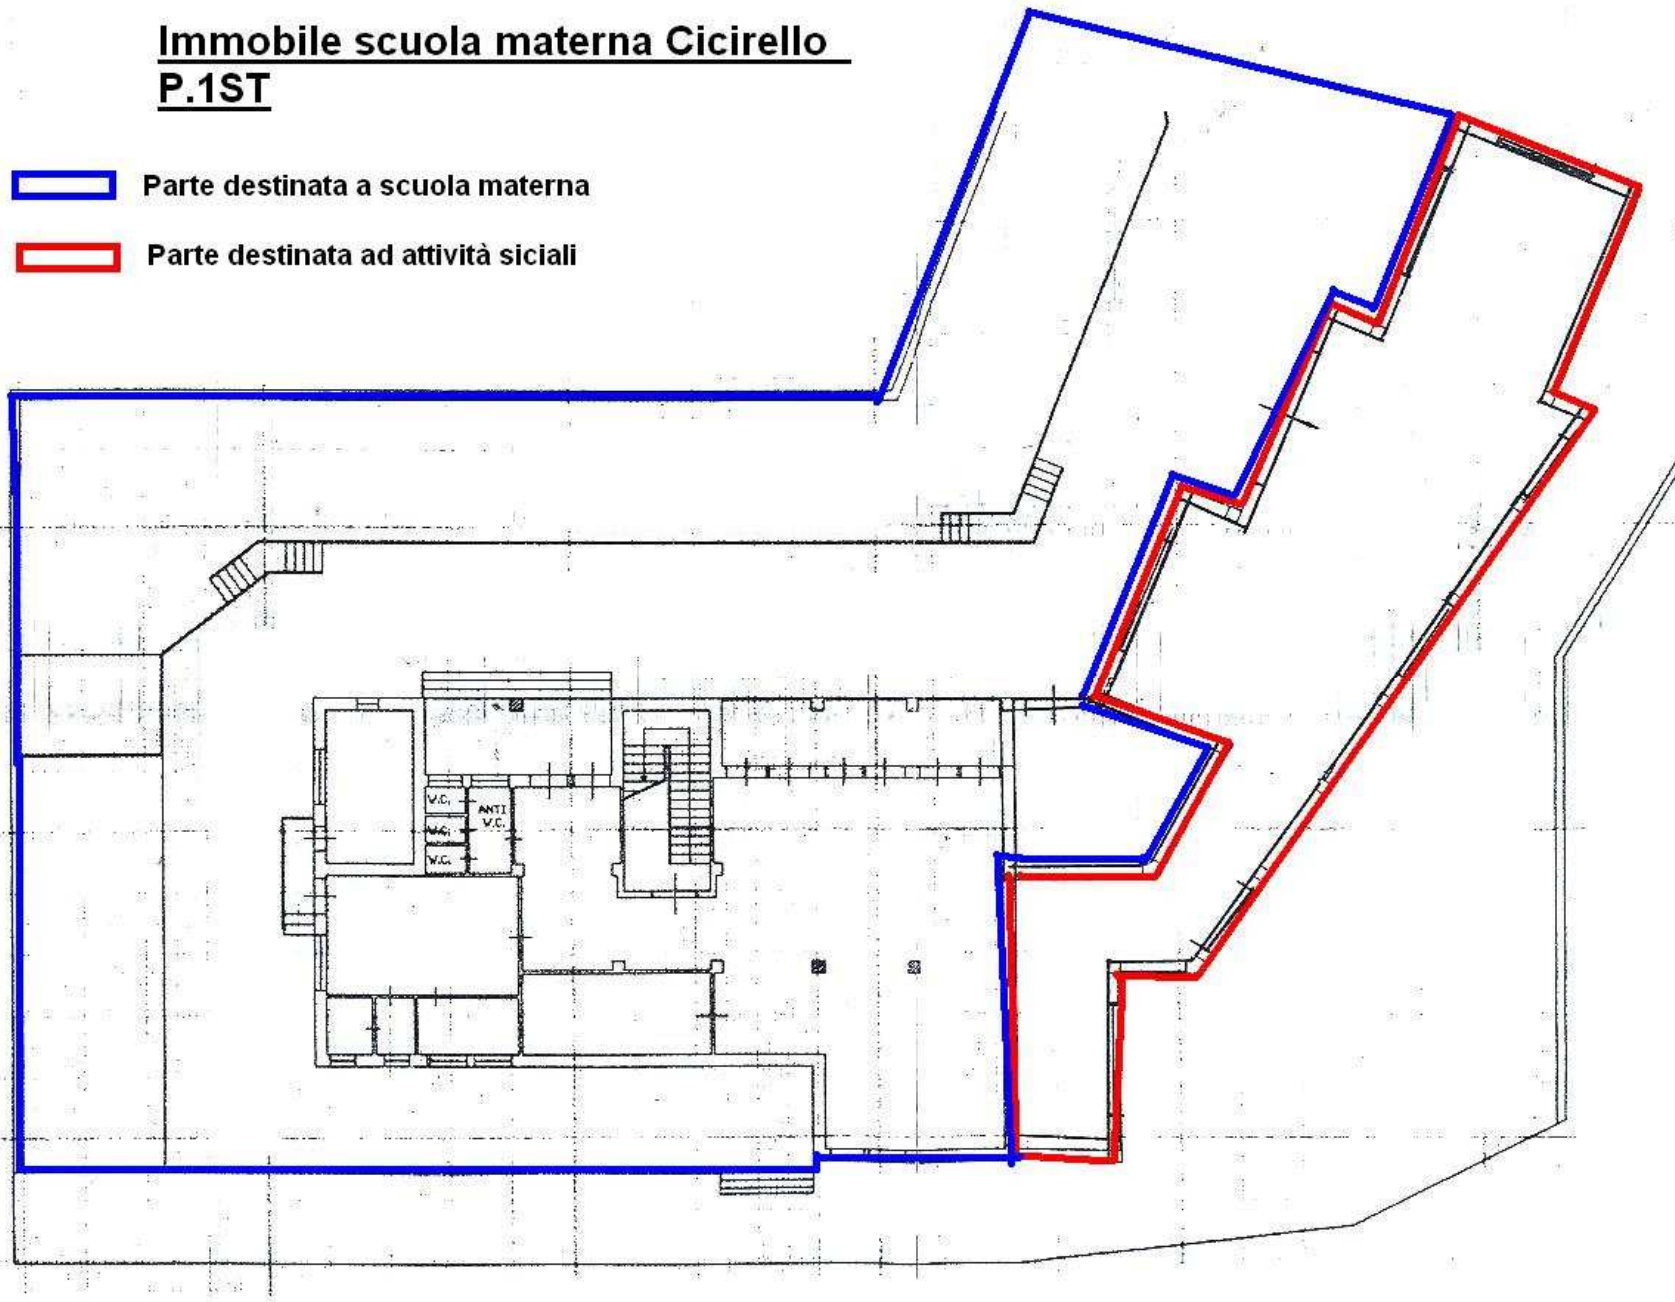 Immobile scuola materna Cicirello
P.1ST
Parte destinata a scuola materna
Parte destinata ad attività siciali
W.C.
ANTI
W.C.
W.C.
W.C.